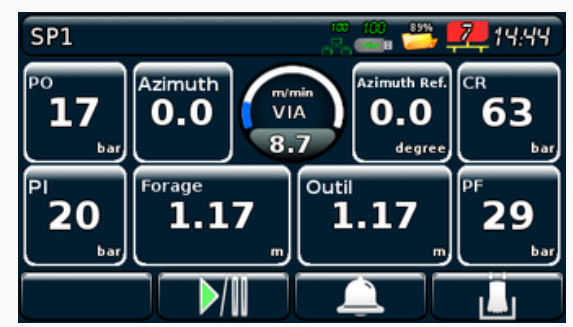 SP1 100 100 89% 7 14:44
PO 17 bar
Azimuth 0.0
m/min VIA 8.7
Azimuth Ref. 0.0 degree
CR 63 bar
PI 20 bar
Forage 1.17 m
Outil 1.17 m
PF 29 bar